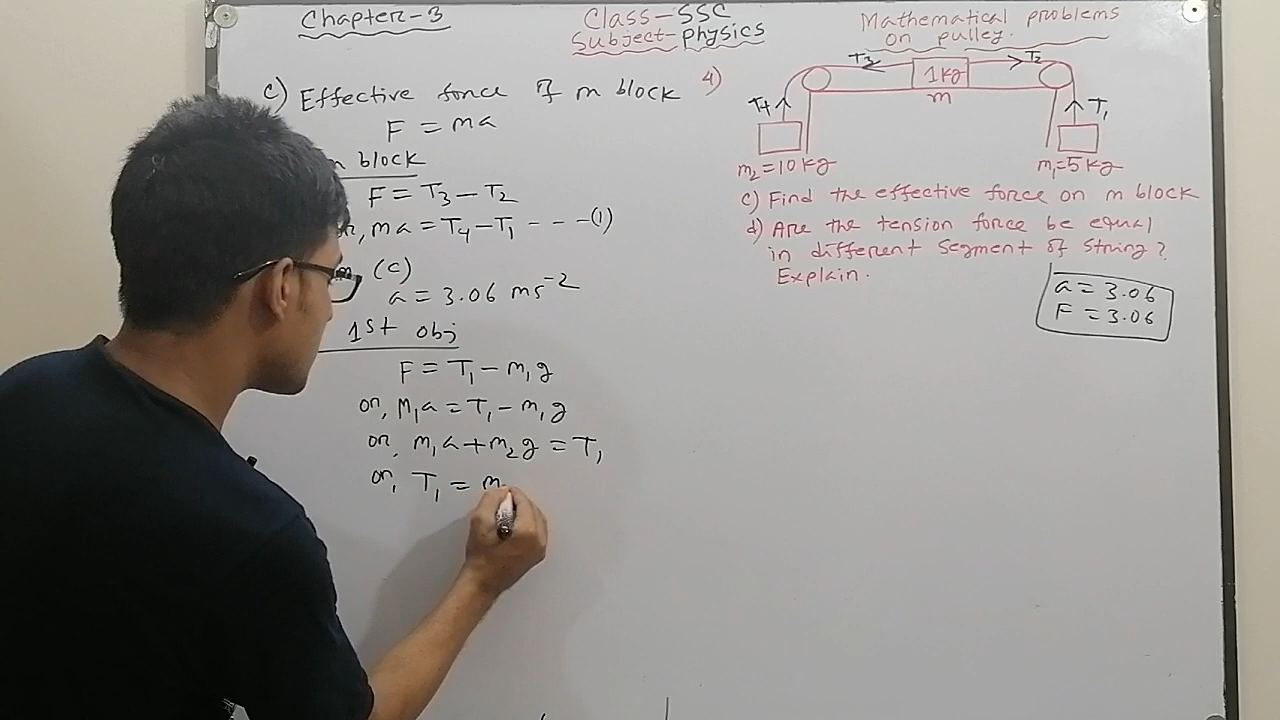 Chapter-3
Class-SSC
Subject-physics
Mathematical problems
on pulley.
c) Effective force of m block
F = ma
m block
F = T3 - T2
or, ma = T4 - T1 --- (1)
(c)
a = 3.06 ms⁻²
1st obj
F = T1 - m1g
or, m1a = T1 - m1g
or, m1a + m2g = T1
or, T1 = m
4)
T3
1kg
T2
m
T4
T1
m2 = 10 kg
m1 = 5 kg
c) Find the effective force on m block
d) Are the tension force be equal
in different segment of string?
Explain.
a = 3.06
F = 3.06